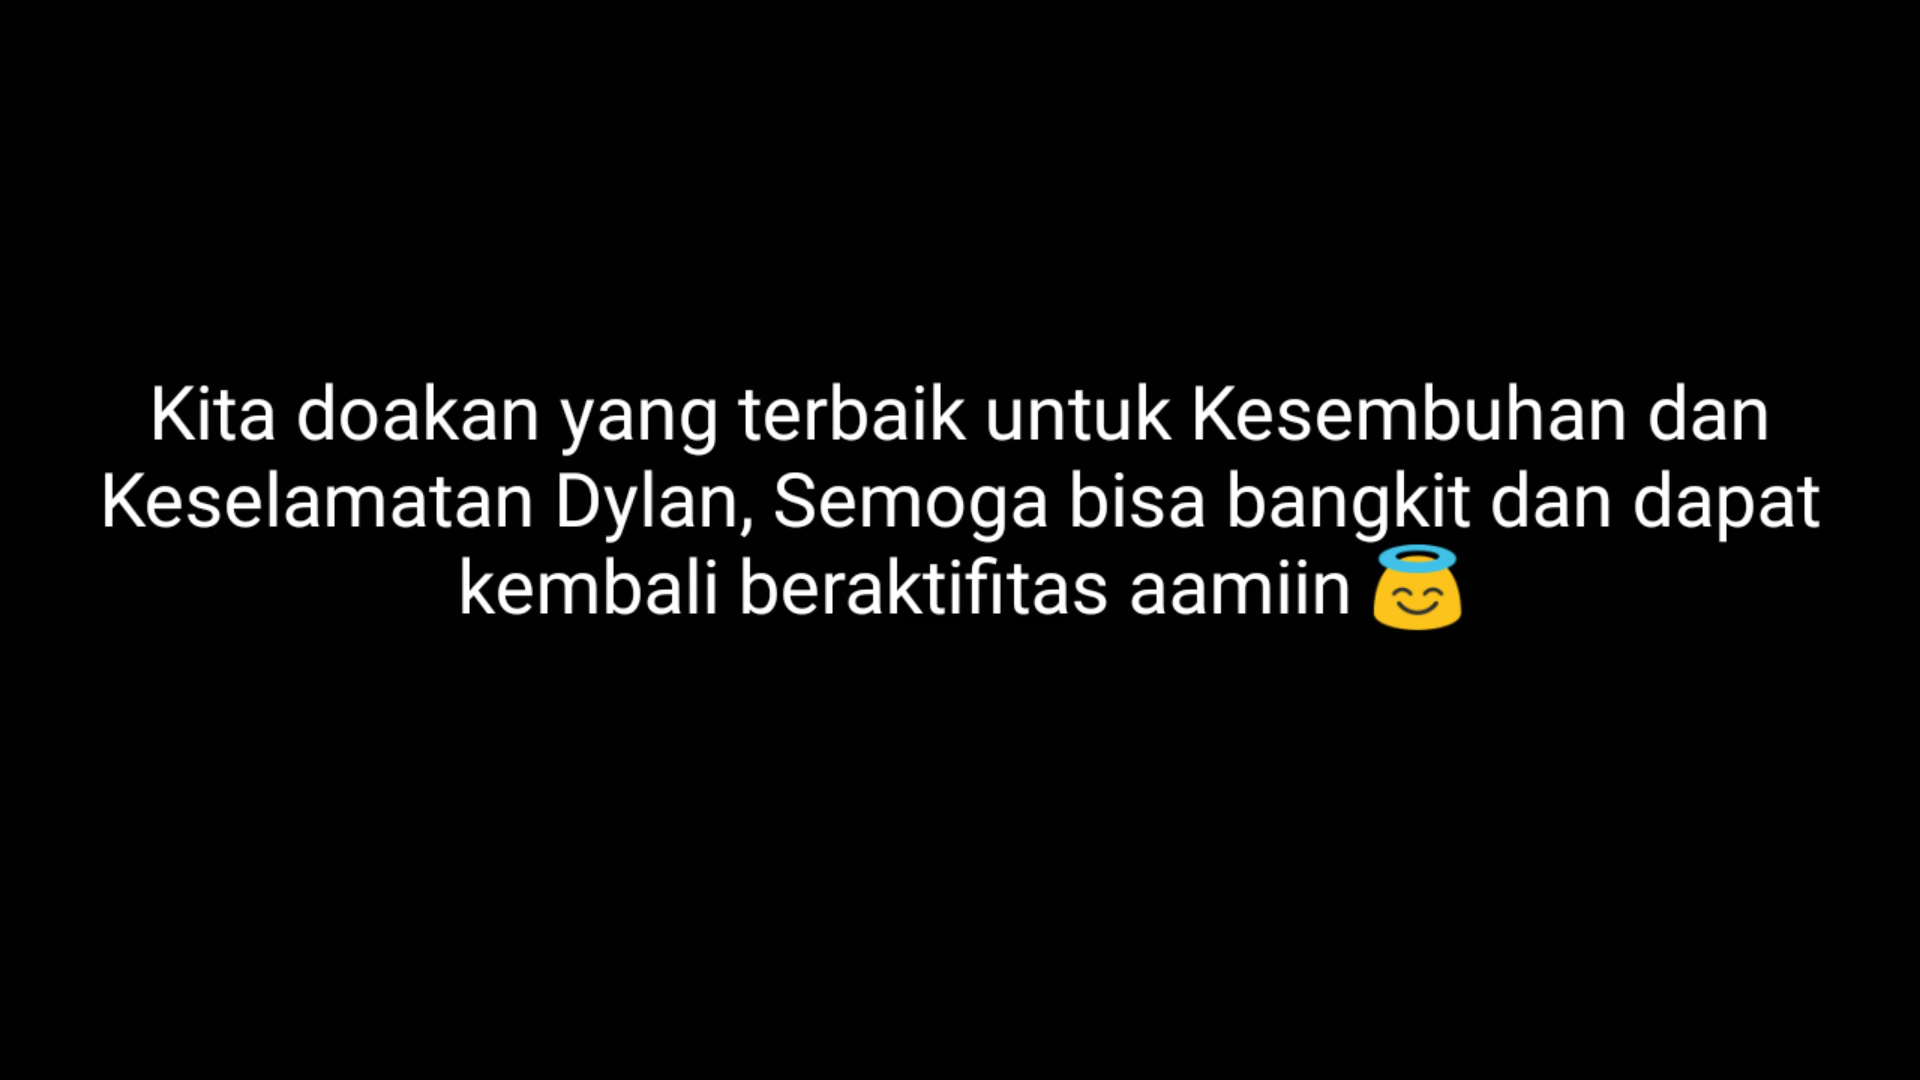 Kita doakan yang terbaik untuk Kesembuhan dan
Keselamatan Dylan, Semoga bisa bangkit dan dapat
kembali beraktifitas aamiin 😇